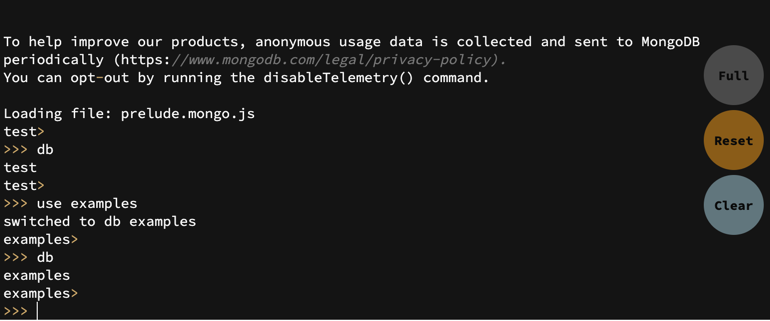 To help improve our products, anonymous usage data is collected and sent to MongoDB
periodically (https://www.mongodb.com/legal/privacy-policy).
You can opt-out by running the disableTelemetry() command.
Loading file: prelude.mongo.js
test>
>>> db
test
test>
>>> use examples
switched to db examples
examples>
>>> db
examples
examples>
>>>
Full
Reset
Clear